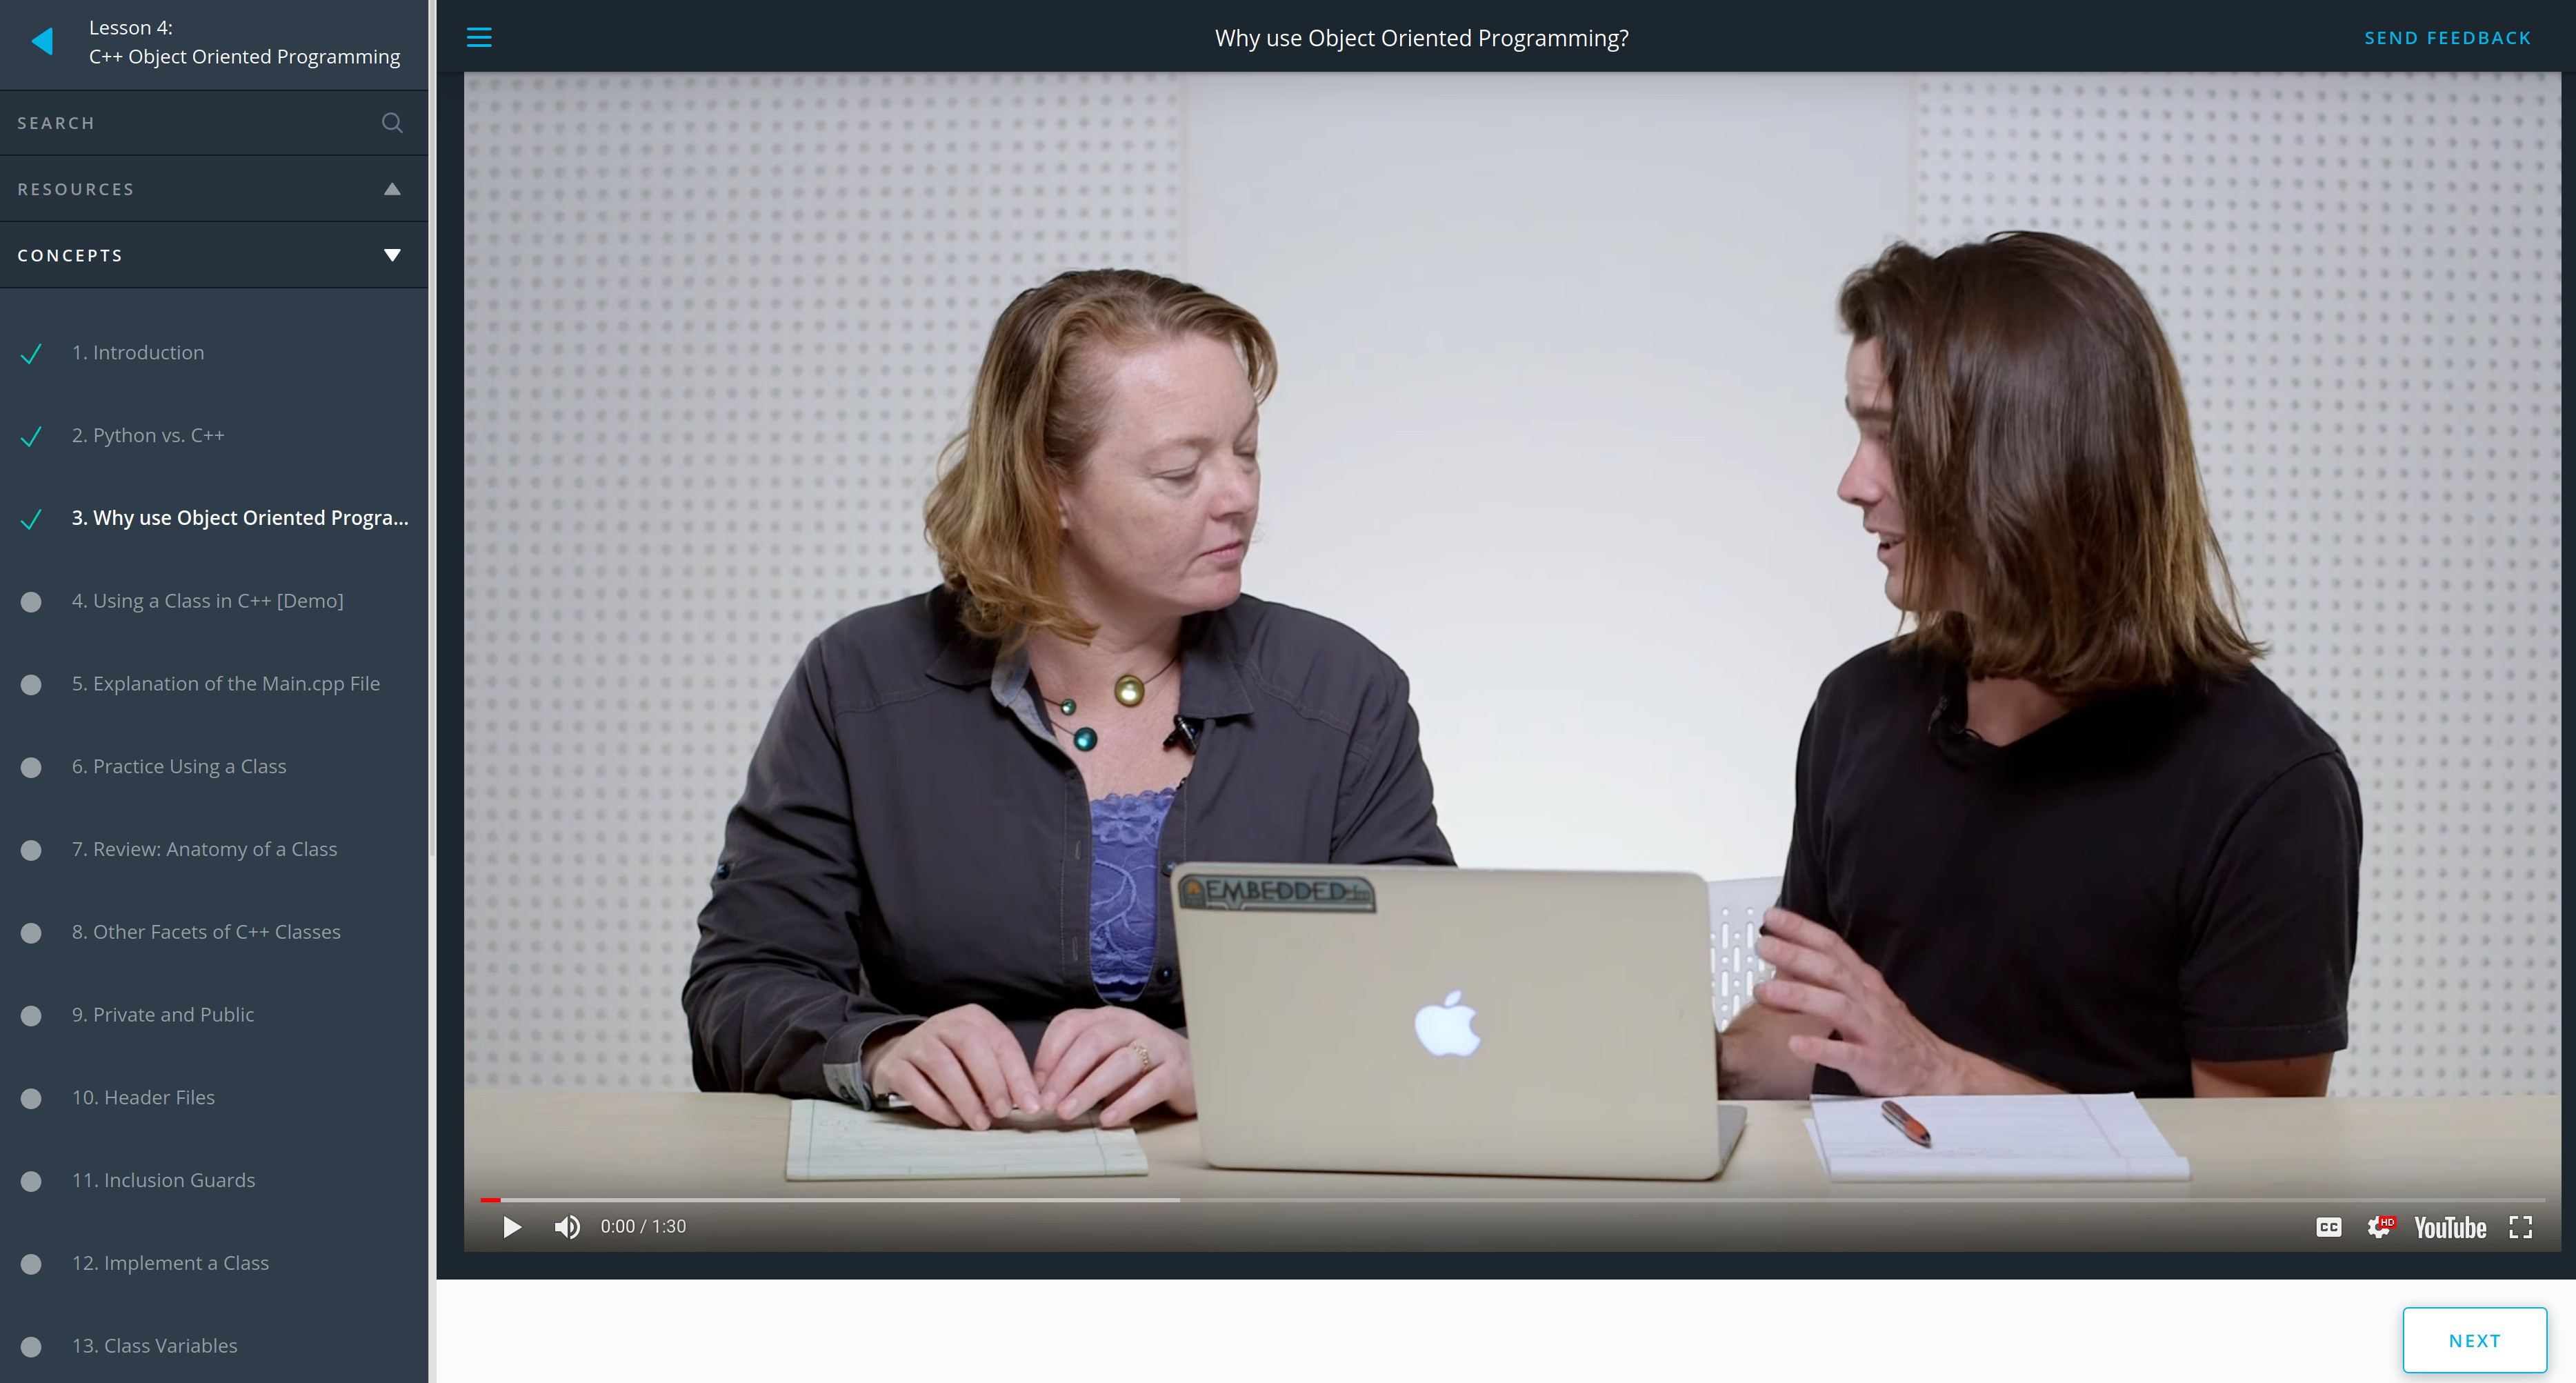 Lesson 4:
C++ Object Oriented Programming
SEARCH
RESOURCES
CONCEPTS
1. Introduction
2. Python vs. C++
3. Why use Object Oriented Progra...
4. Using a Class in C++ [Demo]
5. Explanation of the Main.cpp File
6. Practice Using a Class
7. Review: Anatomy of a Class
8. Other Facets of C++ Classes
9. Private and Public
10. Header Files
11. Inclusion Guards
12. Implement a Class
13. Class Variables
Why use Object Oriented Programming?
SEND FEEDBACK
EMBEDDED.fm
0:00 / 1:30
CC
HD
YouTube
NEXT